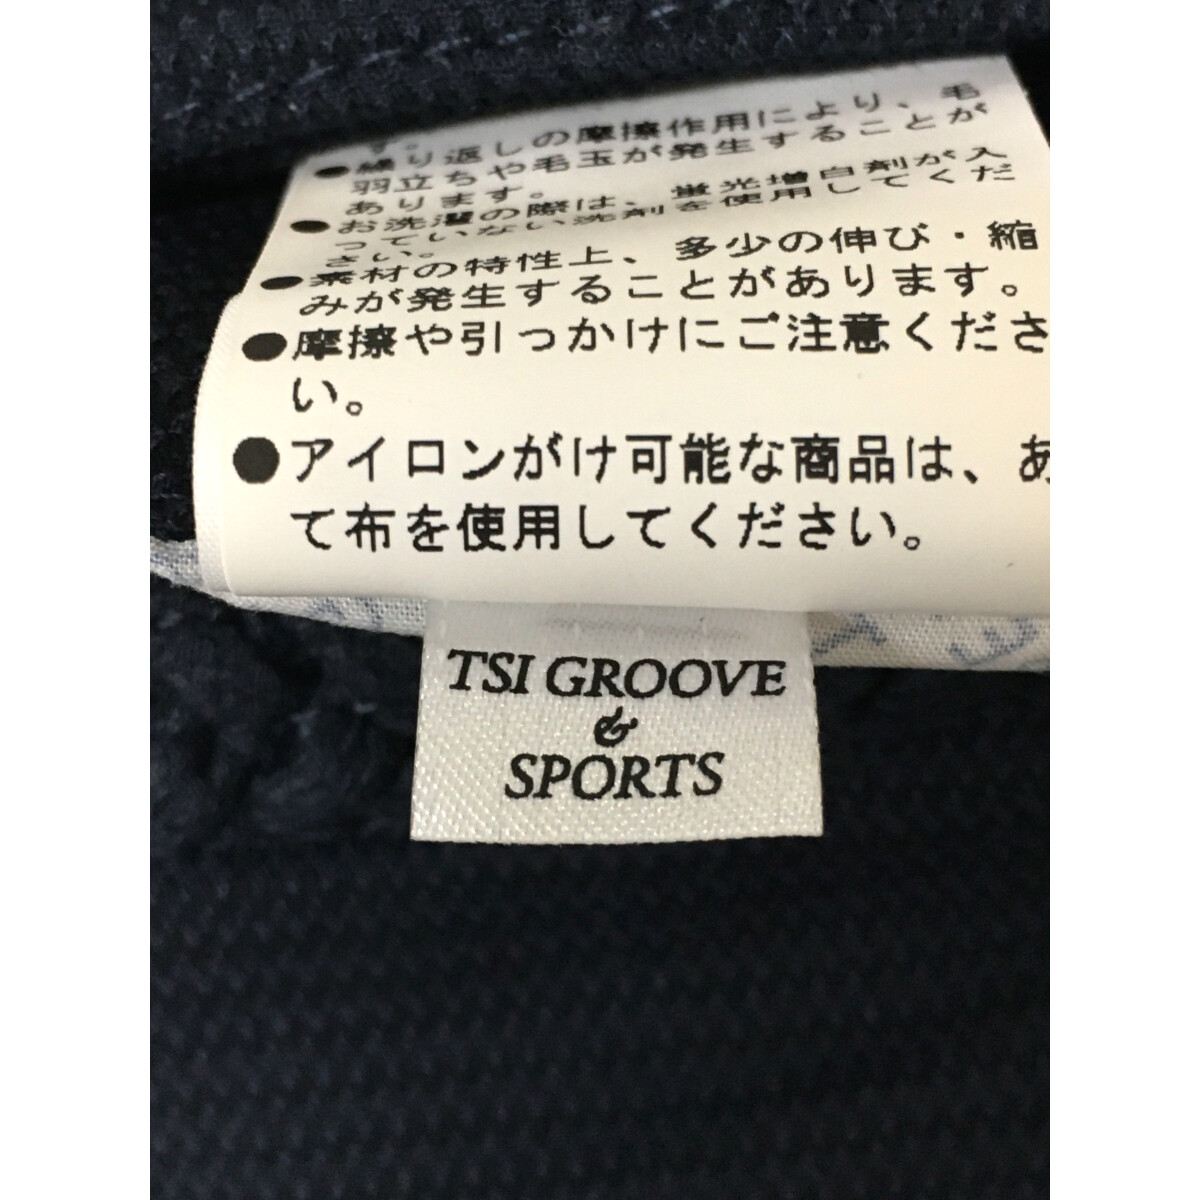 す。
●繰り返しの摩擦作用により、毛
羽立ちや毛玉が発生することが
あります。
●お洗濯の際は、蛍光増白剤が入
っていない洗剤を使用してくだ
さい。
●素材の特性上、多少の伸び・縮
みが発生することがあります。
●摩擦や引っかけにご注意くださ
い。
●アイロンがけ可能な商品は、あ
て布を使用してください。
TSI GROOVE
&
SPORTS